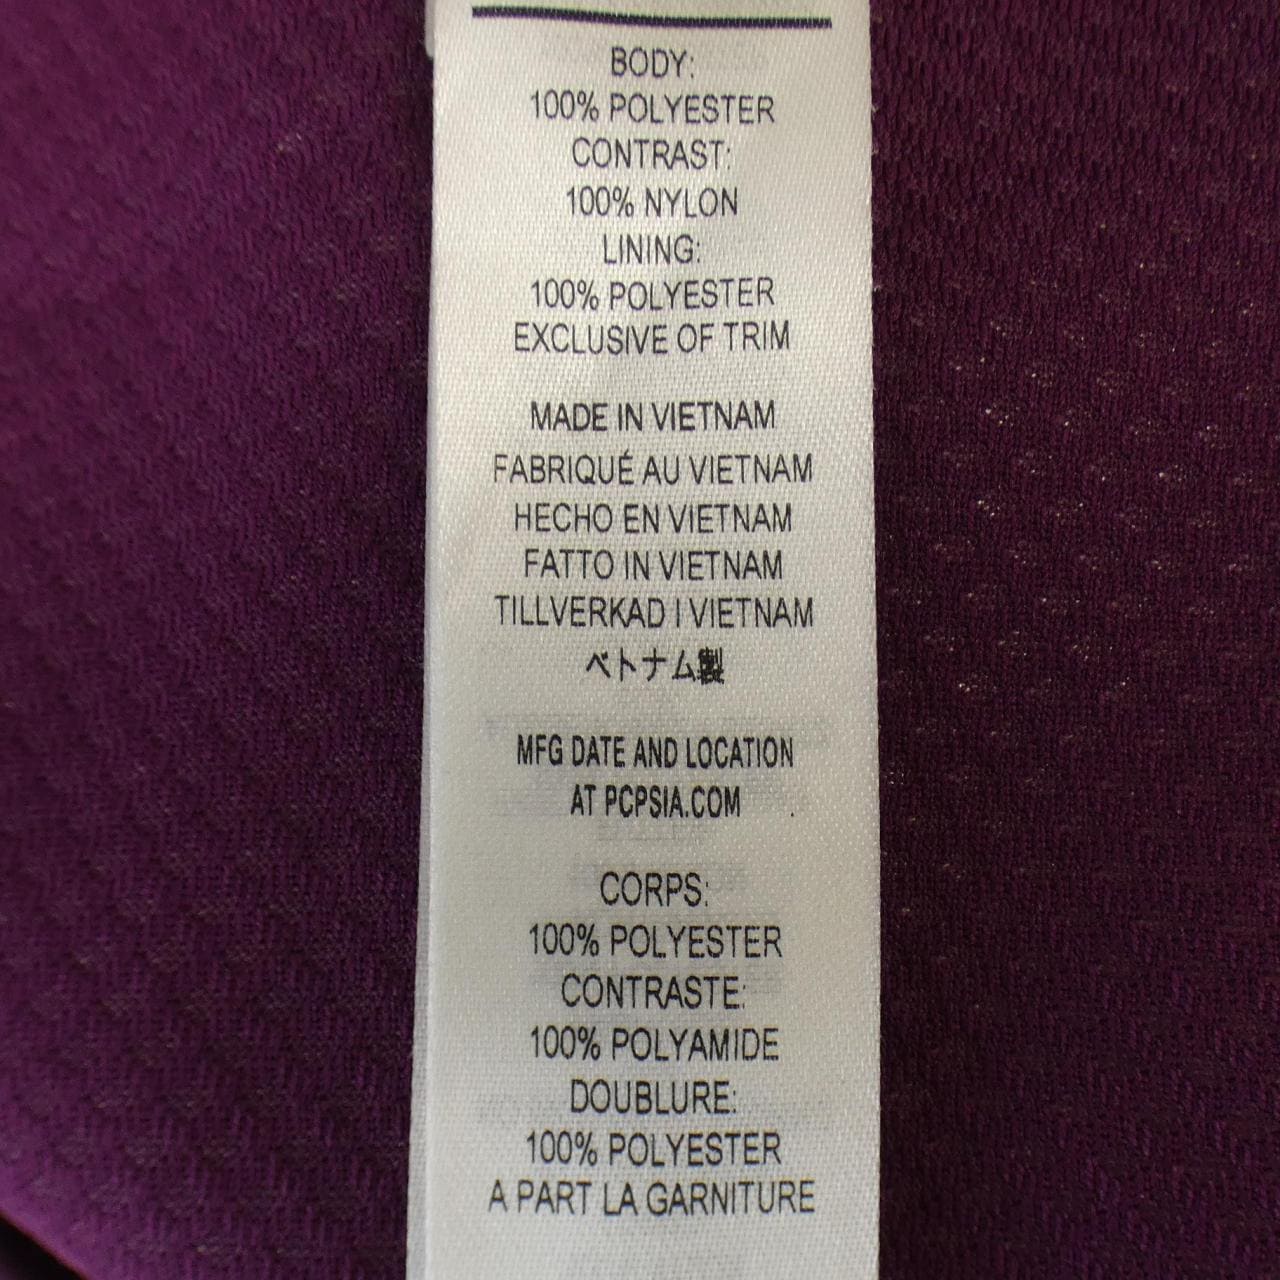 BODY:
100% POLYESTER
CONTRAST:
100% NYLON
LINING:
100% POLYESTER
EXCLUSIVE OF TRIM
MADE IN VIETNAM
FABRIQUÉ AU VIETNAM
HECHO EN VIETNAM
FATTO IN VIETNAM
TILLVERKAD I VIETNAM
ベトナム製
MFG DATE AND LOCATION
AT PCPSIA.COM
CORPS:
100% POLYESTER
CONTRASTE:
100% POLYAMIDE
DOUBLURE:
100% POLYESTER
A PART LA GARNITURE